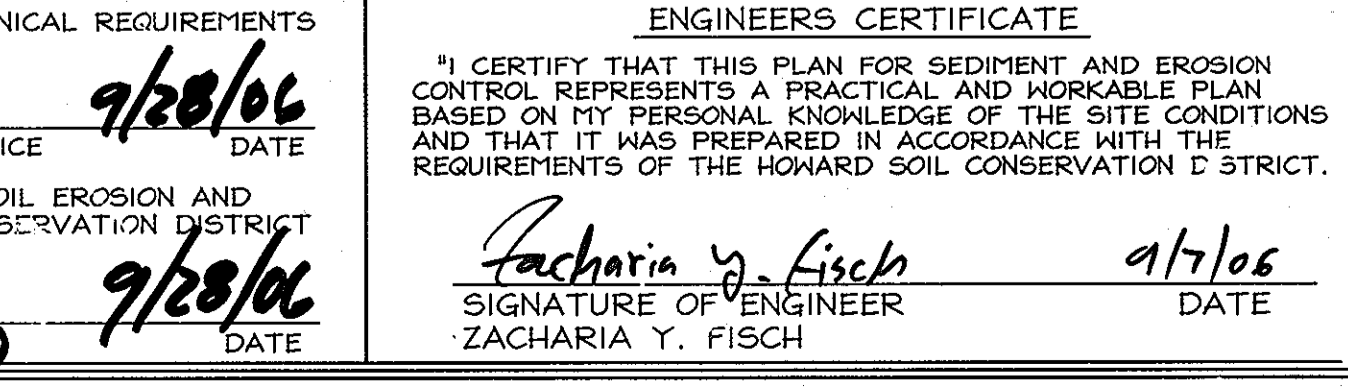 NICAL REQUIREMENTS
9/28/06
ICE DATE
OIL EROSION AND
SERVATION DISTRICT
9/28/06
DATE
ENGINEERS CERTIFICATE
"I CERTIFY THAT THIS PLAN FOR SEDIMENT AND EROSION
CONTROL REPRESENTS A PRACTICAL AND WORKABLE PLAN
BASED ON MY PERSONAL KNOWLEDGE OF THE SITE CONDITIONS
AND THAT IT WAS PREPARED IN ACCORDANCE WITH THE
REQUIREMENTS OF THE HOWARD SOIL CONSERVATION D STRICT.
Zacharia Y. Fisch 9/7/06
SIGNATURE OF ENGINEER DATE
ZACHARIA Y. FISCH